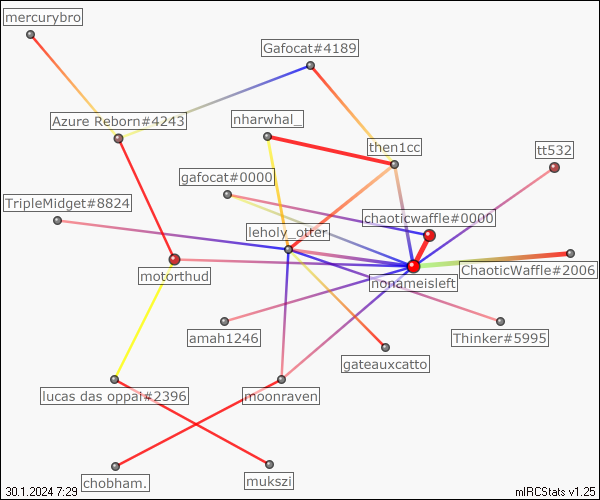 mercurybro
Gafocat#4189
Azure Reborn#4243
nharwhal_
then1cc
tt532
gafocat#0000
TripleMidget#8824
chaoticwaffle#0000
leholy_otter
motorthud
nonameisleft
ChaoticWaffle#2006
amah1246
Thinker#5995
gateauxcatto
lucas das oppai#2396
moonraven
chobham.
mukszi
30.1.2024 7:29
mIRCStats v1.25